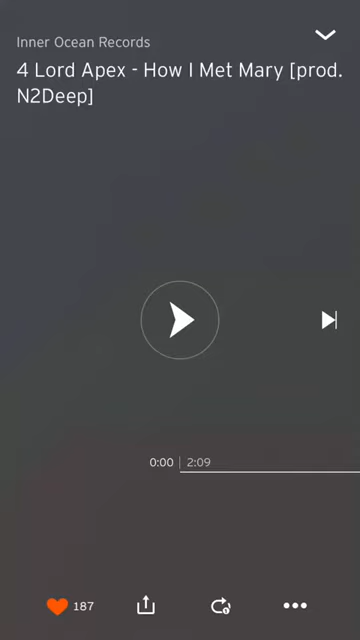 Inner Ocean Records
4 Lord Apex - How I Met Mary [prod.
N2Deep]
0:00 | 2:09
187